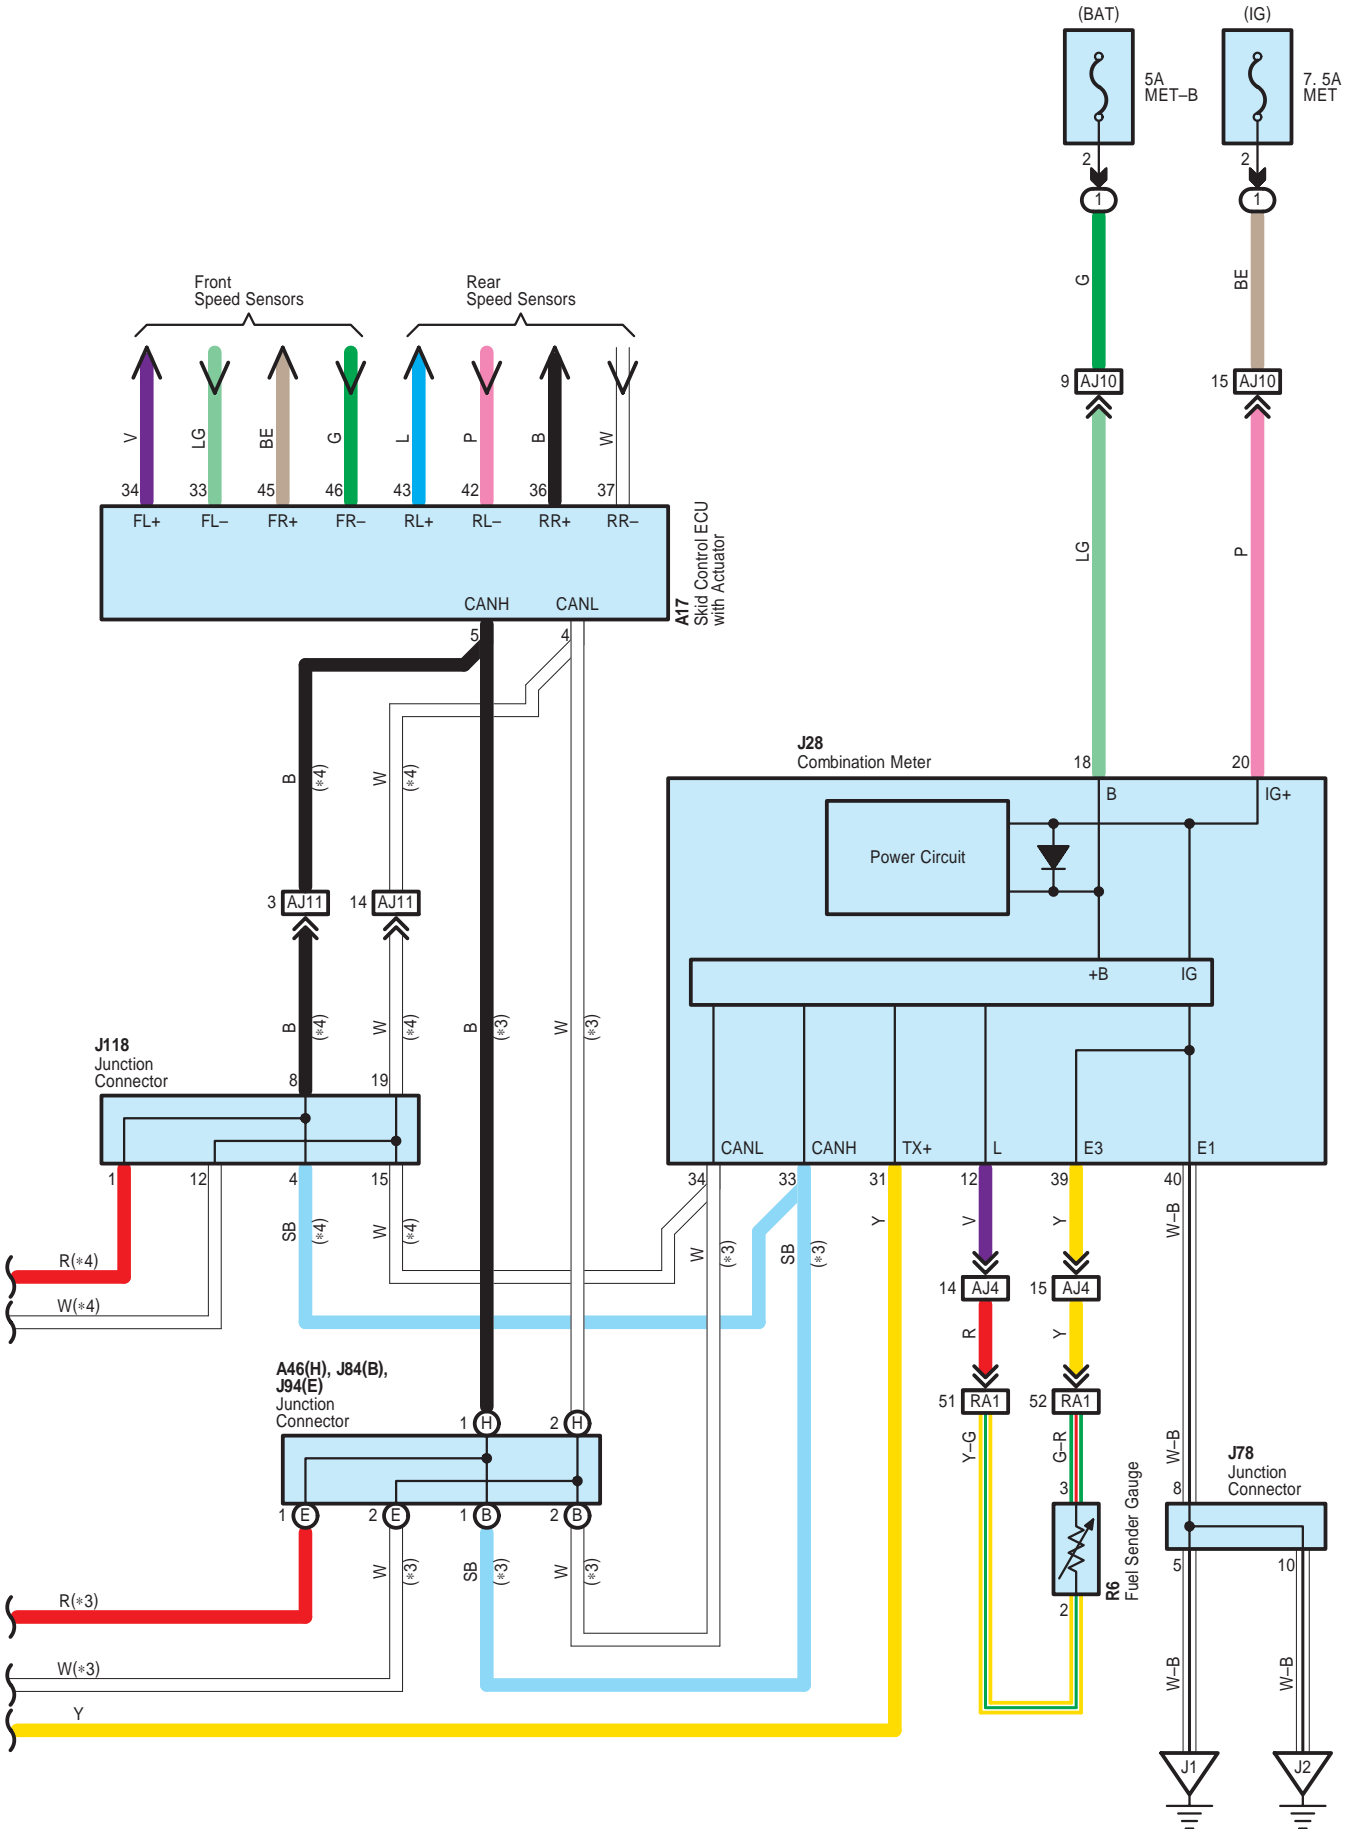 (BAT)
(IG)
5A
MET–B
7. 5A
MET
2
2
1
1
G
BE
Front
Speed Sensors
Rear
Speed Sensors
9 AJ10
15 AJ10
V
LG
BE
G
L
P
B
W
34
33
45
46
43
42
36
37
FL+
FL–
FR+
FR–
RL+
RL–
RR+
RR–
CANH
CANL
A17
Skid Control ECU
with Actuator
LG
P
5
4
J28
Combination Meter
18
20
B
IG+
B
(*4)
W
(*4)
Power Circuit
3 AJ11
14 AJ11
+B
IG
B
(*4)
W
(*4)
B
(*3)
W
(*3)
J118
Junction
Connector
8
19
CANL
CANH
TX+
L
E3
E1
1
12
4
15
34
33
31
12
39
40
SB
(*4)
W
(*4)
Y
V
Y
W–B
R(*4)
W
(*3)
SB
(*3)
14 AJ4
15 AJ4
W(*4)
R
Y
A46(H), J84(B),
J94(E)
Junction
Connector
1 H
2 H
51 RA1
52 RA1
Y–G
G–R
W–B
J78
Junction
Connector
3
8
1 E
2 E
1 B
2 B
R6
Fuel Sender Gauge
5
10
2
W
(*3)
SB
(*3)
W
(*3)
R(*3)
W(*3)
W–B
W–B
Y
J1
J2